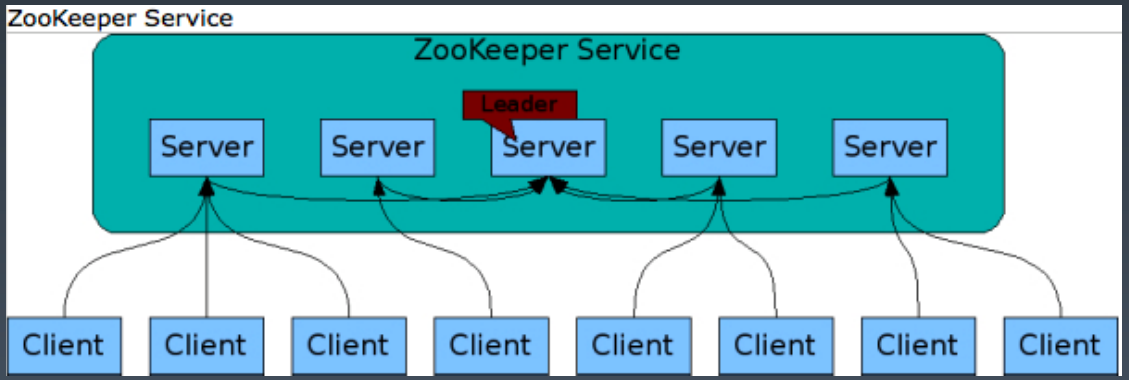 ZooKeeper Service
ZooKeeper Service
Leader
Server Server Server Server Server
Client Client Client Client Client Client Client Client